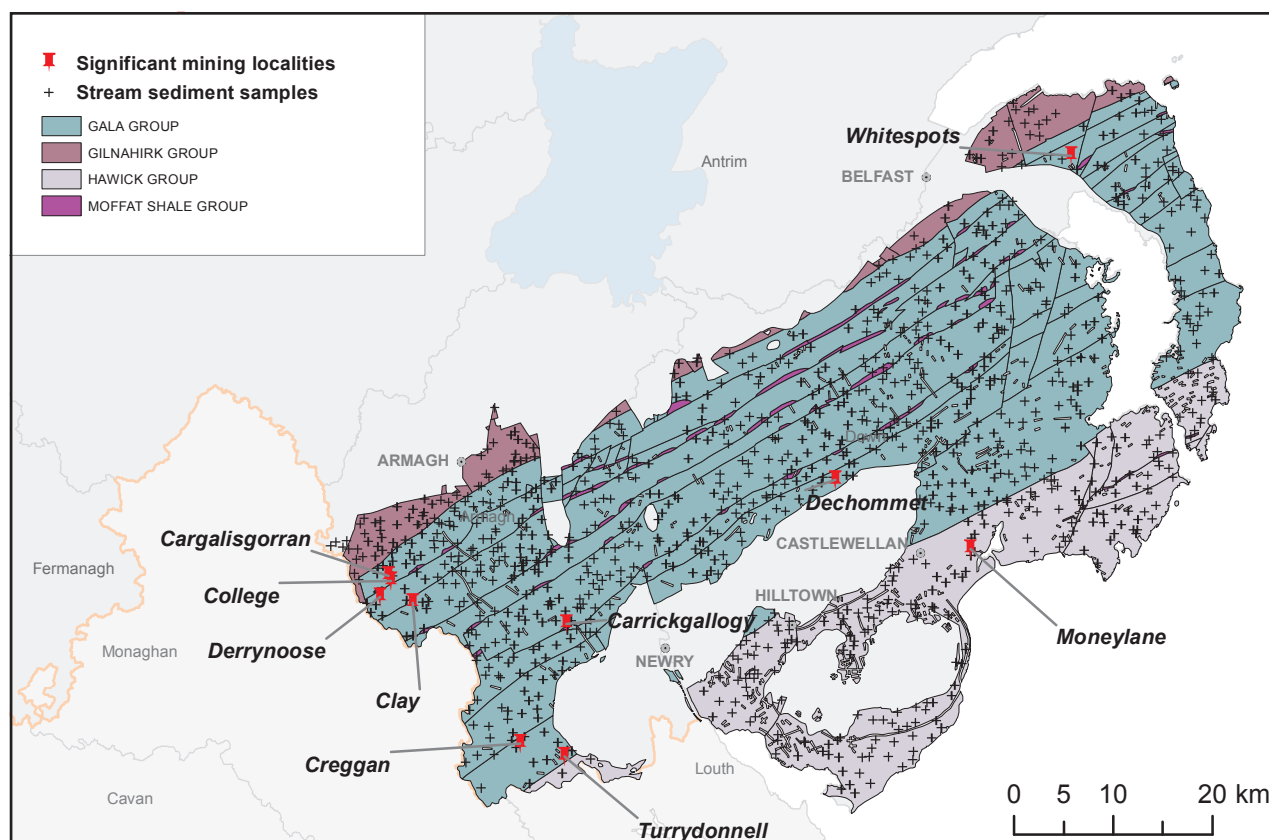 Significant mining localities
Stream sediment samples
GALA GROUP
GILNAHIRK GROUP
HAWICK GROUP
MOFFAT SHALE GROUP
Whitespots
Antrim
BELFAST
ARMAGH
Armagh
Down
Dechommet
Cargalisgorran
CASTLEWELLAN
Fermanagh
College
HILLTOWN
Carrickgallogy
Moneylane
Monaghan
Derrynoose
NEWRY
Clay
Creggan
Louth
Cavan
0 5 10 20 km
Turrydonnell